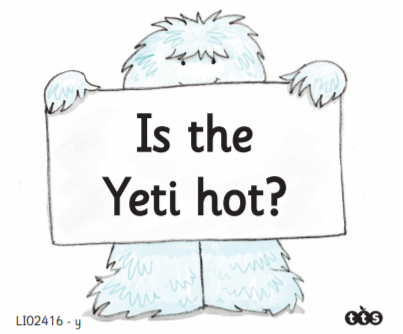 Is the
Yeti hot?
LI02416 - y
tts